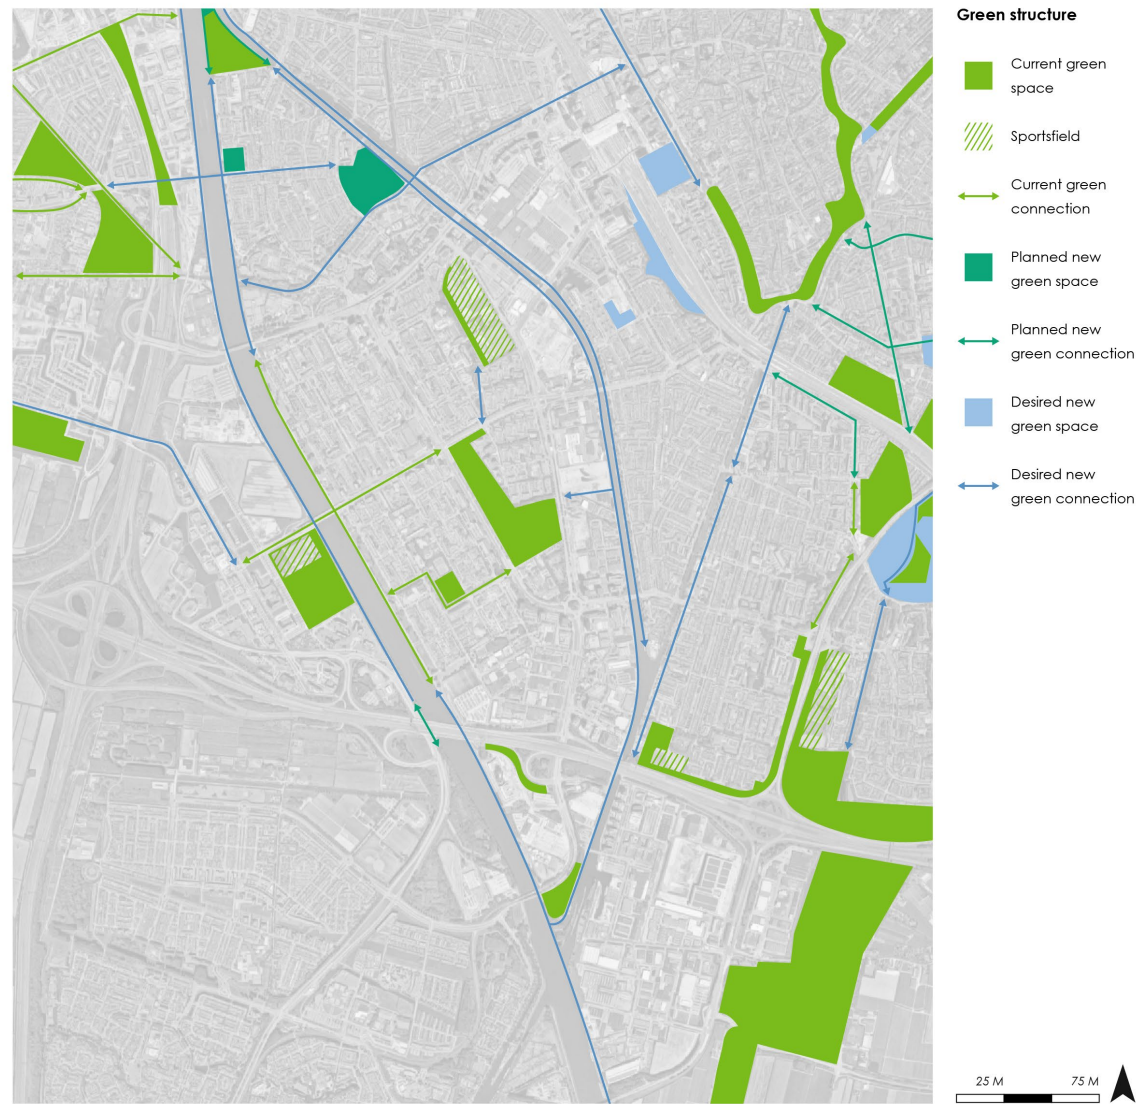 Green structure
Current green
space
Sportsfield
Current green
connection
Planned new
green space
Planned new
green connection
Desired new
green space
Desired new
green connection
25 M 75 M